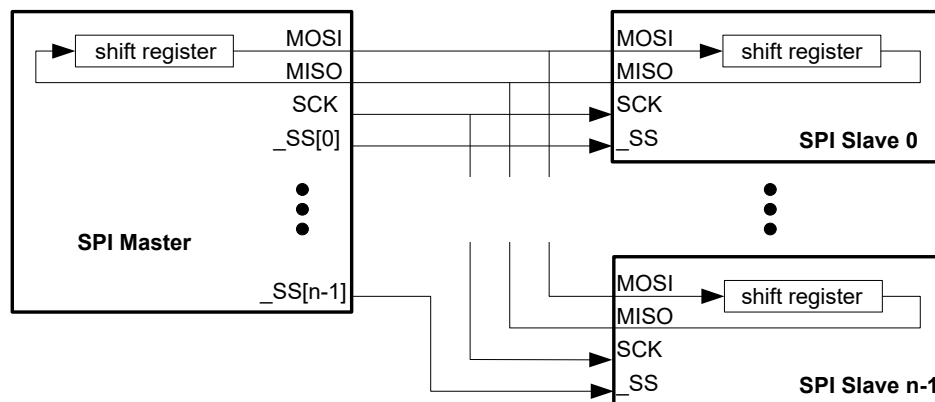 MOSI
shift register
MISO
SCK
_SS[0]
SPI Master
_SS[n-1]
MOSI
shift register
MISO
SCK
_SS
SPI Slave 0
MOSI
shift register
MISO
SCK
_SS
SPI Slave n-1